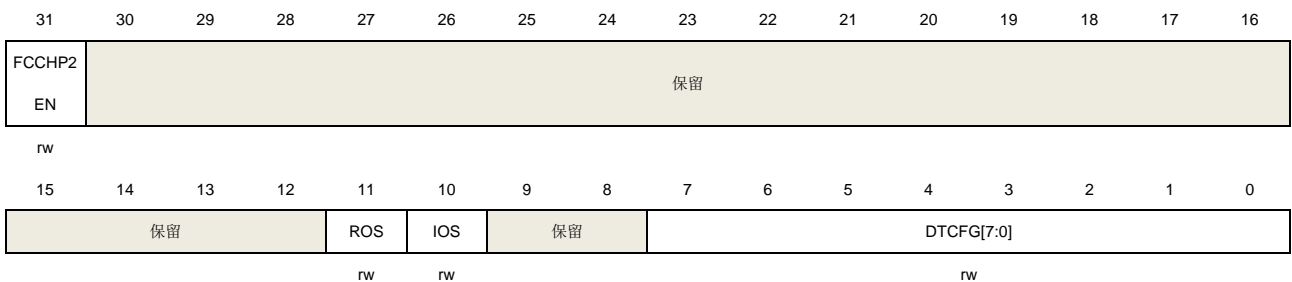 31 30 29 28 27 26 25 24 23 22 21 20 19 18 17 16
FCCHP2
EN
保留
rw
15 14 13 12 11 10 9 8 7 6 5 4 3 2 1 0
保留 ROS IOS 保留 DTCFG[7:0]
rw rw rw